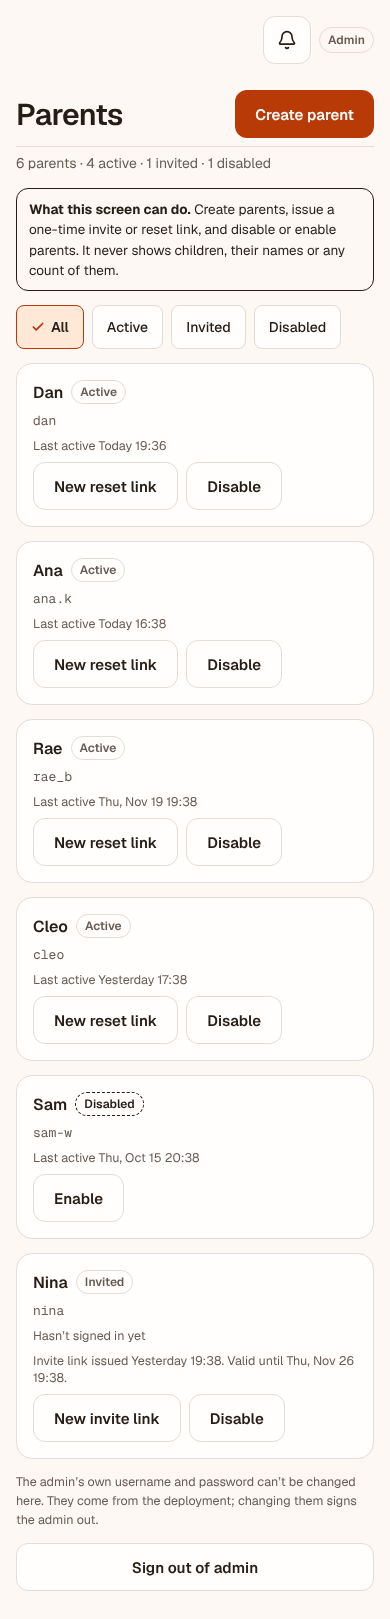 Admin
Parents
Create parent
6 parents · 4 active · 1 invited · 1 disabled
What this screen can do. Create parents, issue a
one-time invite or reset link, and disable or enable
parents. It never shows children, their names or any
count of them.
All
Active
Invited
Disabled
Dan Active
dan
Last active Today 19:36
New reset link
Disable
Ana Active
ana.k
Last active Today 16:38
New reset link
Disable
Rae Active
rae_b
Last active Thu, Nov 19 19:38
New reset link
Disable
Cleo Active
cleo
Last active Yesterday 17:38
New reset link
Disable
Sam Disabled
sam-w
Last active Thu, Oct 15 20:38
Enable
Nina Invited
nina
Hasn't signed in yet
Invite link issued Yesterday 19:38. Valid until Thu, Nov 26
19:38.
New invite link
Disable
The admin's own username and password can't be changed
here. They come from the deployment; changing them signs
the admin out.
Sign out of admin